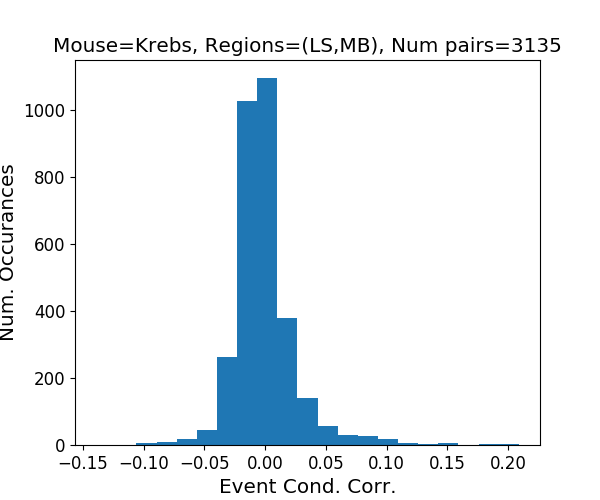 Mouse=Krebs, Regions=(LS,MB), Num pairs=3135
Num. Occurances
1000
800
600
400
200
0
−0.15 −0.10 −0.05 0.00 0.05 0.10 0.15 0.20
Event Cond. Corr.